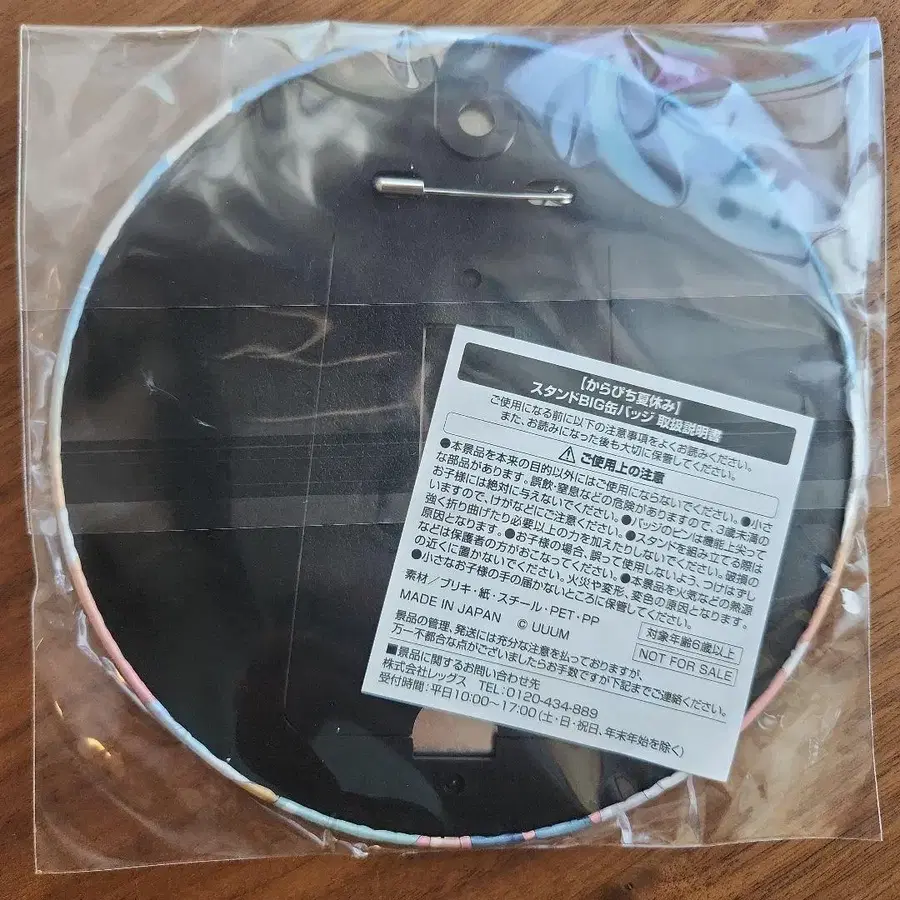 【からぴち夏休み】
スタンドBIG缶バッジ 取扱説明書
ご使用になる前に以下の注意事項をよくお読みください。
また、お読みになった後も大切に保管してください。
⚠ ご使用上の注意
●本景品を本来の目的以外にはご使用にならないでください。●小さ
な部品があります。誤飲・窒息などの危険がありますので、3歳未満の
お子様には絶対に与えないでください。●バッジのピンは機能上尖って
いますので、けがなどにご注意ください。●スタンドを組み立てる際は
強く折り曲げたり必要以上の力を加えたりしないでください。破損の
原因となります。●お子様の場合、誤って使用しないよう、つけはずし
などは保護者の方がおこなってください。●本景品を火気などの熱源
の近くに置かないでください。火災や変形、変色の原因となります。
●小さなお子様の手の届かないところに保管してください。
素材/ブリキ・紙・スチール・PET・PP
対象年齢6歳以上
MADE IN JAPAN © UUUM
NOT FOR SALE
景品の管理、発送には充分な注意を払っておりますが、
万一不都合な点がございましたらお手数ですが下記までご連絡ください。
■景品に関するお問い合わせ先
株式会社レッグス TEL:0120-434-889
受付時間:平日10:00〜17:00(土・日・祝日、年末年始を除く)